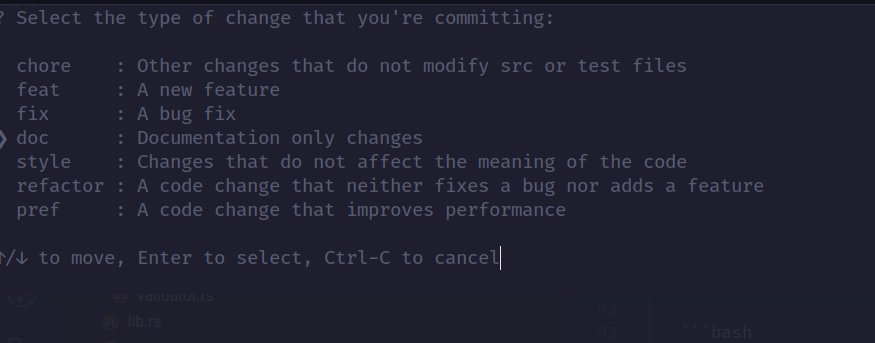 ? Select the type of change that you're committing:
chore    : Other changes that do not modify src or test files
feat     : A new feature
fix      : A bug fix
❯ doc      : Documentation only changes
style    : Changes that do not affect the meaning of the code
refactor : A code change that neither fixes a bug nor adds a feature
pref     : A code change that improves performance
↑/↓ to move, Enter to select, Ctrl-C to cancel
validator.rs
92
lib.rs
93 ```bash